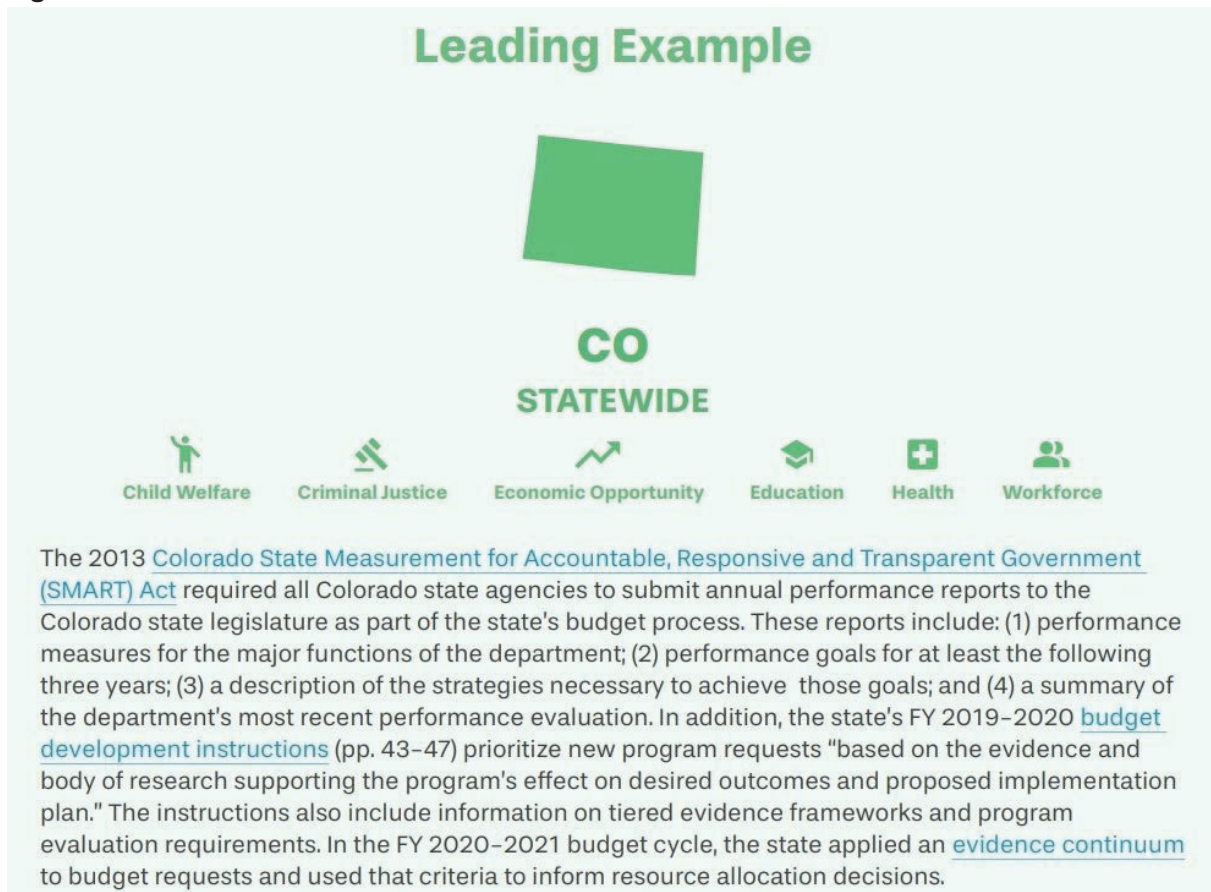 Leading Example
CO
STATEWIDE
Child Welfare Criminal Justice Economic Opportunity Education Health Workforce
The 2013 Colorado State Measurement for Accountable, Responsive and Transparent Government
(SMART) Act required all Colorado state agencies to submit annual performance reports to the
Colorado state legislature as part of the state’s budget process. These reports include: (1) performance
measures for the major functions of the department; (2) performance goals for at least the following
three years; (3) a description of the strategies necessary to achieve those goals; and (4) a summary of
the department’s most recent performance evaluation. In addition, the state’s FY 2019–2020 budget
development instructions (pp. 43–47) prioritize new program requests “based on the evidence and
body of research supporting the program’s effect on desired outcomes and proposed implementation
plan.” The instructions also include information on tiered evidence frameworks and program
evaluation requirements. In the FY 2020–2021 budget cycle, the state applied an evidence continuum
to budget requests and used that criteria to inform resource allocation decisions.